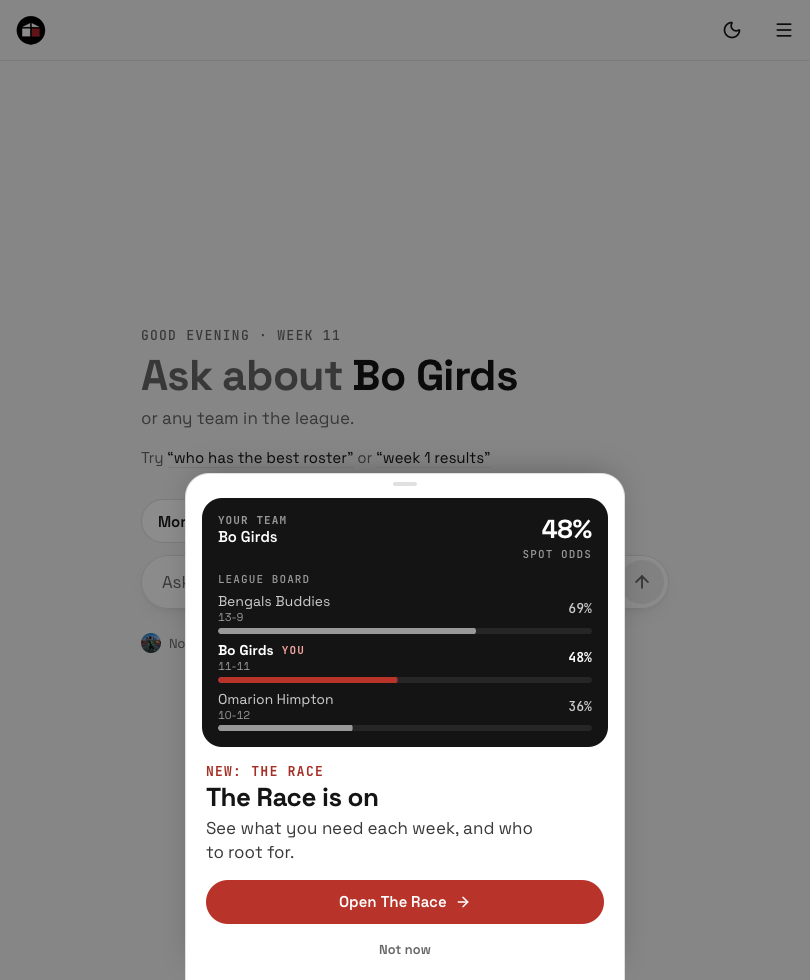 GOOD EVENING · WEEK 11
Ask about Bo Girds
or any team in the league.
Try “who has the best roster” or “week 1 results”
Mor
Ask
No
YOUR TEAM
Bo Girds
48%
SPOT ODDS
LEAGUE BOARD
Bengals Buddies
13-9
69%
Bo Girds YOU
11-11
48%
Omarion Himpton
10-12
36%
NEW: THE RACE
The Race is on
See what you need each week, and who
to root for.
Open The Race →
Not now